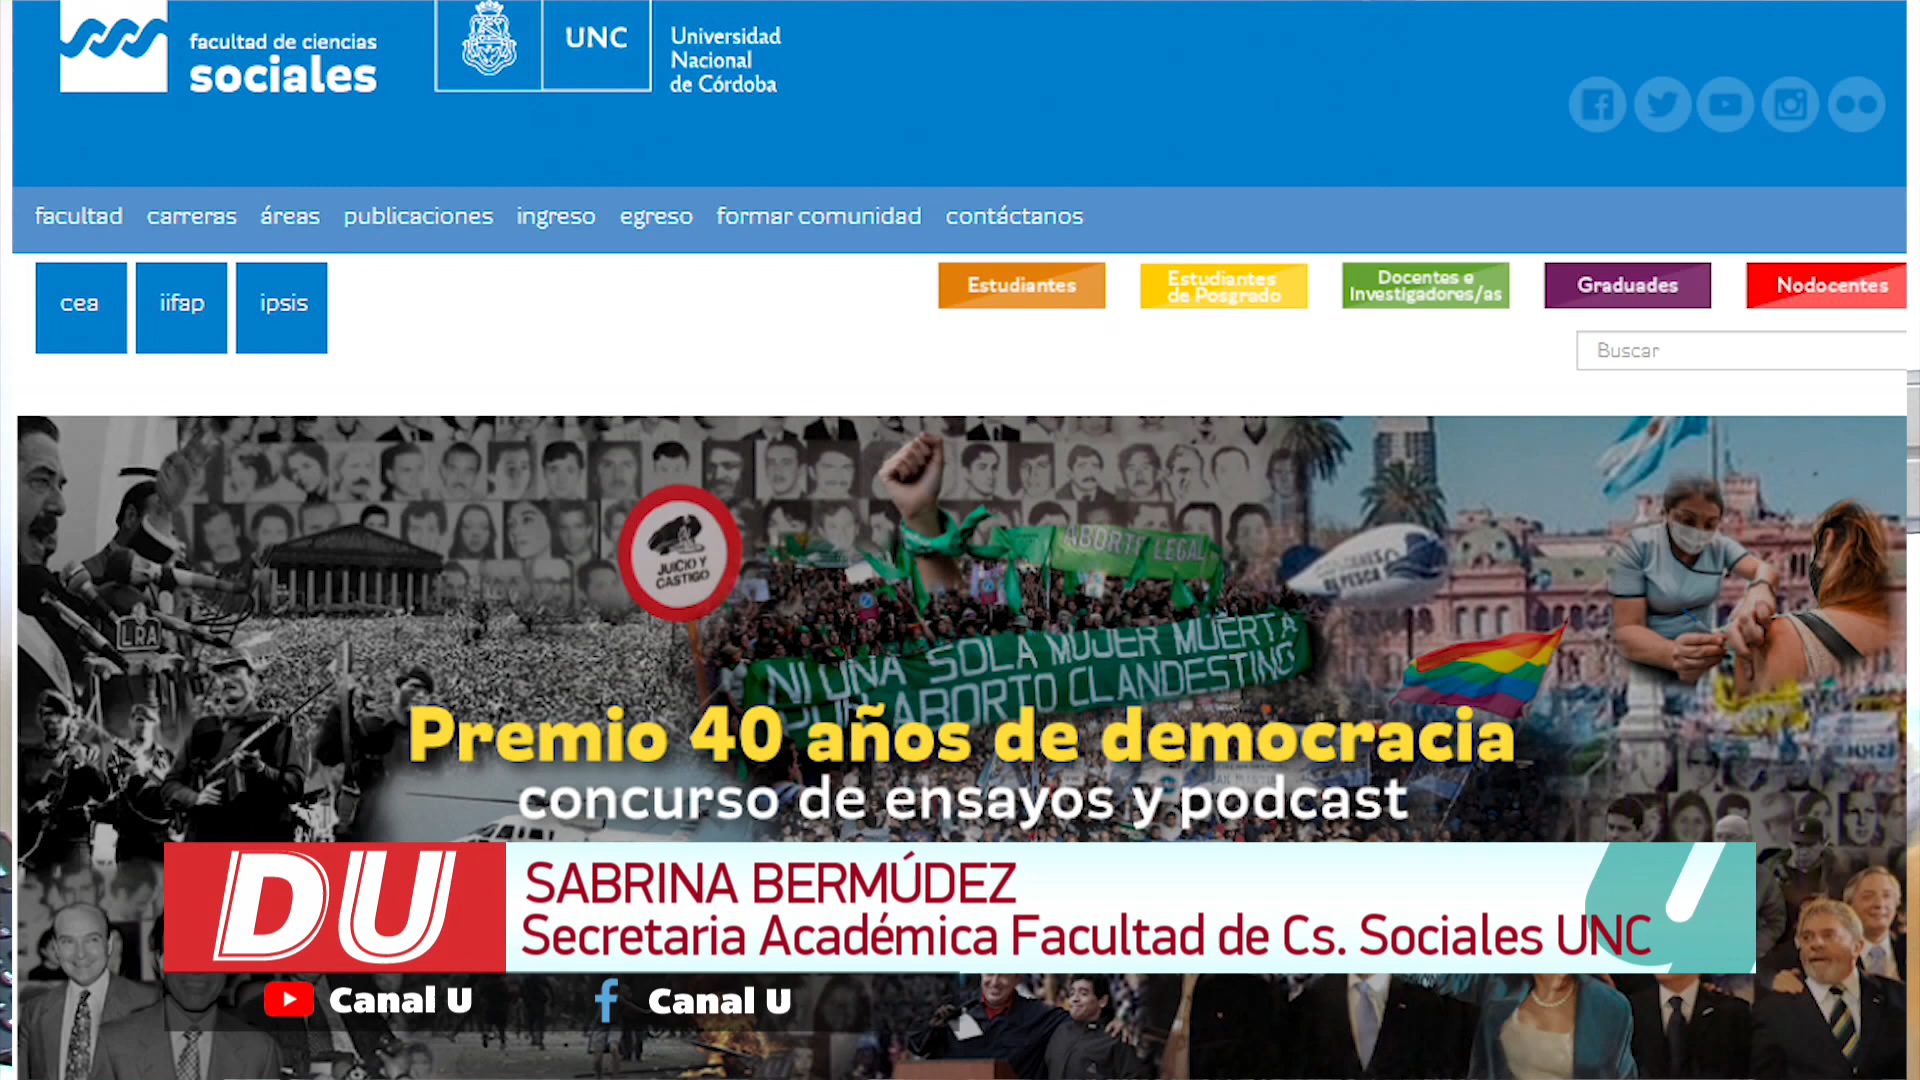 facultad de ciencias
sociales
UNC
Universidad
Nacional
de Córdoba
facultad carreras áreas publicaciones ingreso egreso formar comunidad contáctanos
cea iifap ipsis
Estudiantes
Estudiantes
de Posgrado
Docentes e
Investigadores/as
Graduades
Nodocentes
Buscar
JUICIO Y
CASTIGO
ABORTO LEGAL
LRA
NI UNA SOLA MUJER MUERTA
ABORTO CLANDESTINO
Premio 40 años de democracia
concurso de ensayos y podcast
DU
SABRINA BERMÚDEZ
Secretaria Académica Facultad de Cs. Sociales UNC
Canal U
Canal U